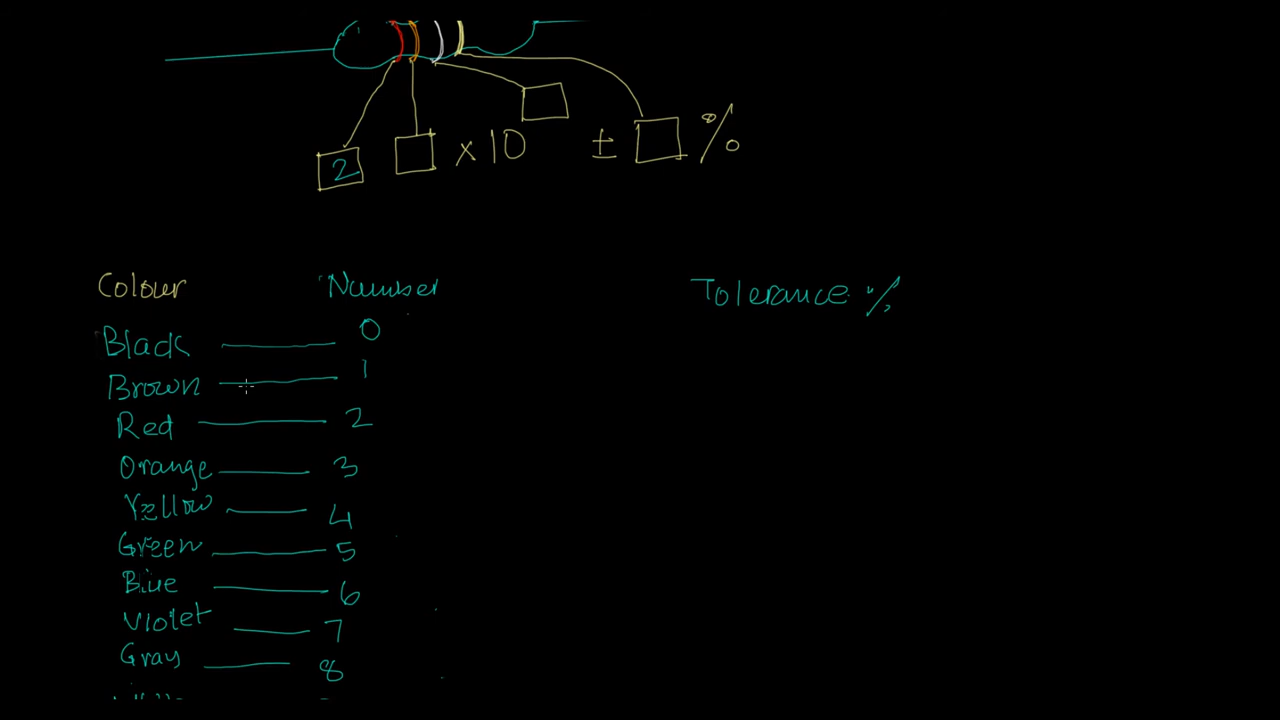 2 x 10 ± %
Colour Number Tolerance %
Black 0
Brown 1
Red 2
Orange 3
Yellow 4
Green 5
Blue 6
Violet 7
Gray 8